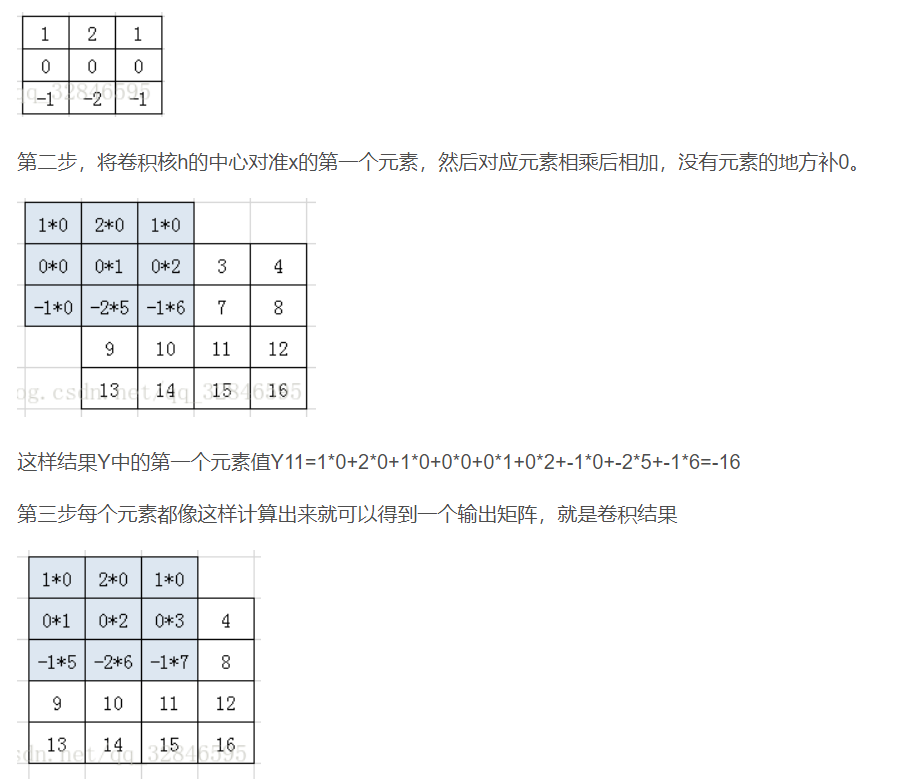 1 2 1
0 0 0
-1 -2 -1
qq_32846595
第二步，将卷积核h的中心对准x的第一个元素，然后对应元素相乘后相加，没有元素的地方补0。
1*0 2*0 1*0
0*0 0*1 0*2 3 4
-1*0 -2*5 -1*6 7 8
9 10 11 12
13 14 15 16
og.csdn.net/qq_32846595
这样结果Y中的第一个元素值Y11=1*0+2*0+1*0+0*0+0*1+0*2+-1*0+-2*5+-1*6=-16
第三步每个元素都像这样计算出来就可以得到一个输出矩阵，就是卷积结果
1*0 2*0 1*0
0*1 0*2 0*3 4
-1*5 -2*6 -1*7 8
9 10 11 12
13 14 15 16
sdn.net/qq_32846595